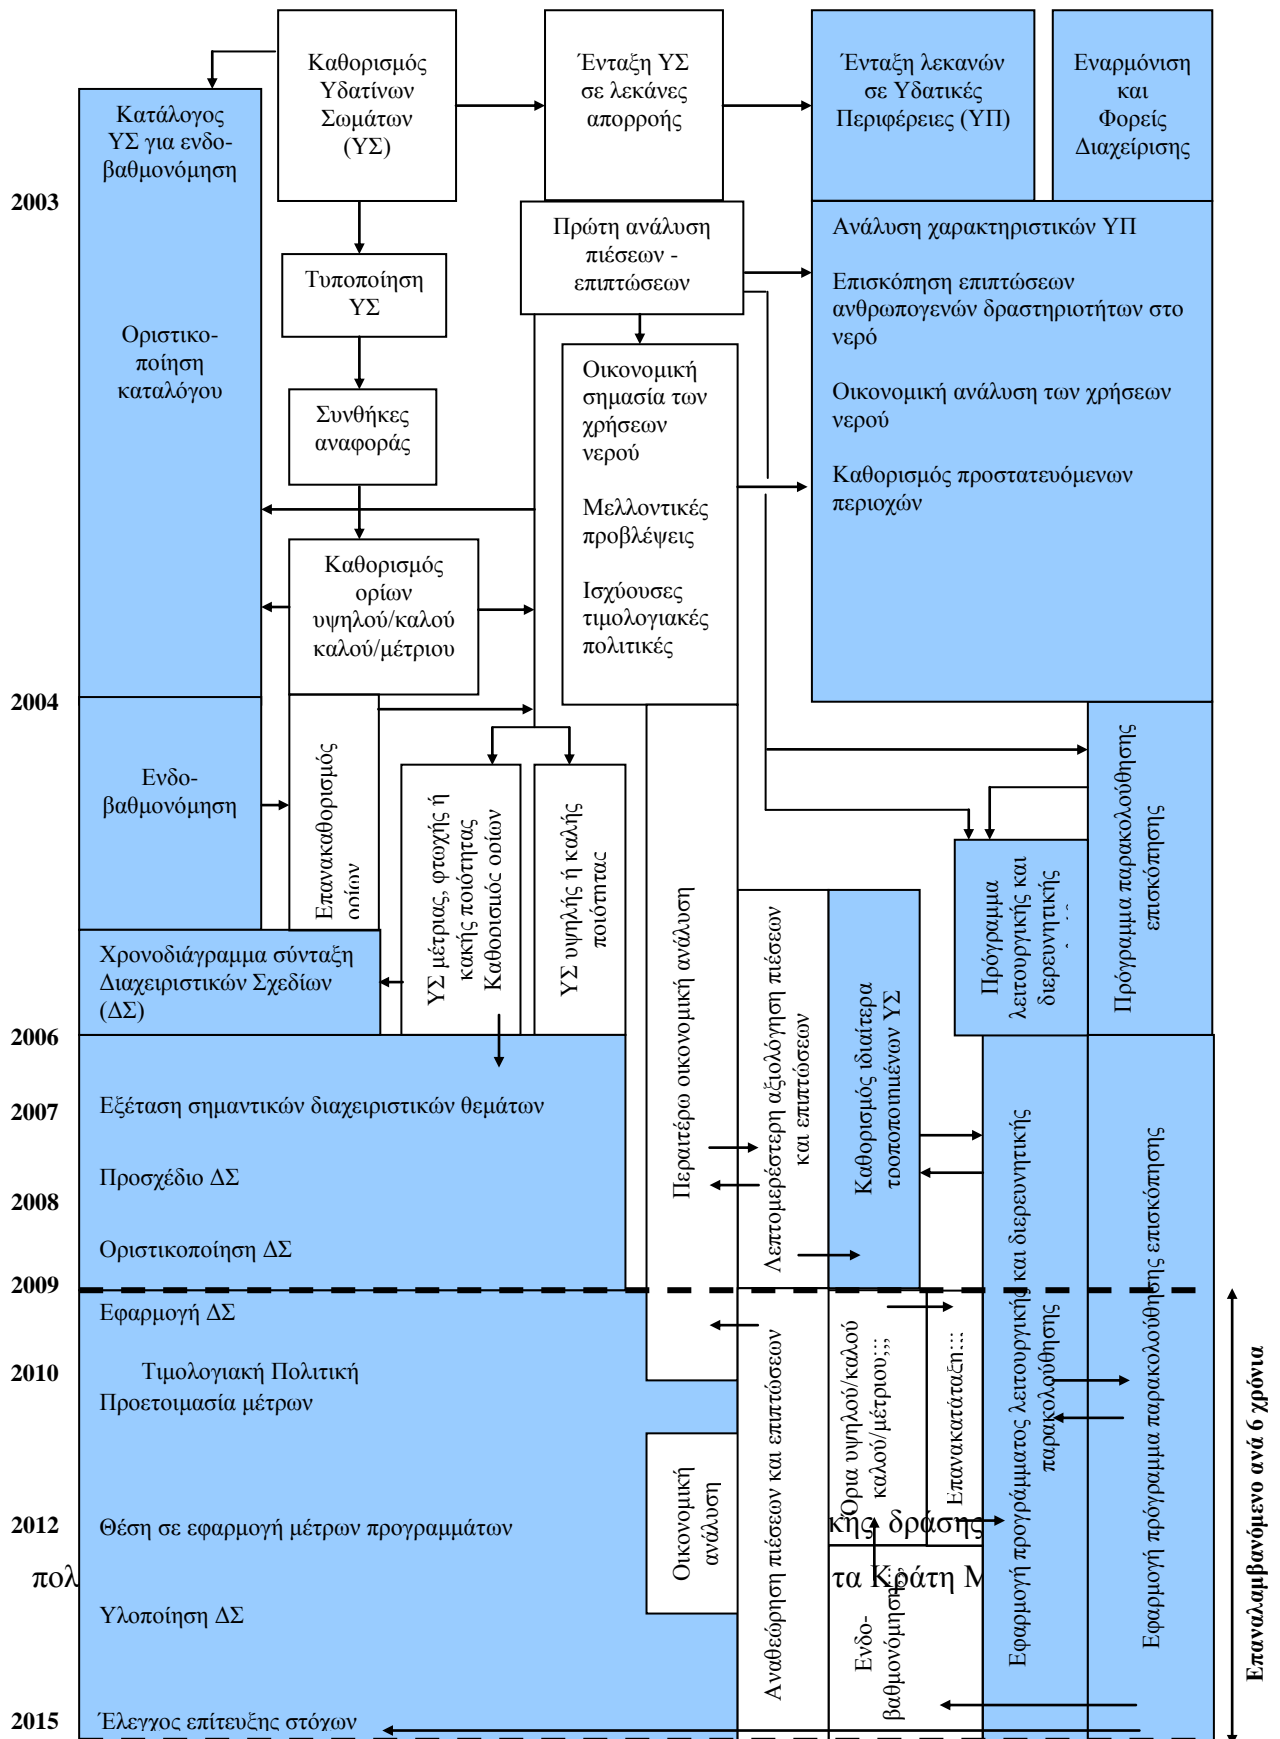 Καθορισμός
Υδατίνων
Σωμάτων
(ΥΣ)
Ένταξη ΥΣ
σε λεκάνες
απορροής
Ένταξη λεκανών
σε Υδατικές
Περιφέρειες (ΥΠ)
Εναρμόνιση
και
Φορείς
Διαχείρισης
Κατάλογος
ΥΣ για ενδο-
βαθμονόμηση
2003
Πρώτη ανάλυση
πιέσεων -
επιπτώσεων
Ανάλυση χαρακτηριστικών ΥΠ
Επισκόπηση επιπτώσεων
ανθρωπογενών δραστηριοτήτων στο
νερό
Οικονομική ανάλυση των χρήσεων
νερού
Καθορισμός προστατευόμενων
περιοχών
Τυποποίηση
ΥΣ
Οριστικο-
ποίηση
καταλόγου
Συνθήκες
αναφοράς
Οικονομική
σημασία των
χρήσεων
νερού
Μελλοντικές
προβλέψεις
Ισχύουσες
τιμολογιακές
πολιτικές
Καθορισμός
ορίων
υψηλού/καλού
καλού/μέτριου
2004
Ενδο-
βαθμονόμηση
Επανακαθορισμός
ορίων
ΥΣ μέτριας, φτωχής ή
κακής ποιότητας
Καθορισμός ορίων
ΥΣ υψηλής ή καλής
ποιότητας
Περαιτέρω οικονομική ανάλυση
Λεπτομερέστερη αξιολόγηση πιέσεων
και επιπτώσεων
Καθορισμός ιδιαίτερα
τροποποιημένων ΥΣ
Πρόγραμμα
λειτουργικής και
διερευνητικής
Πρόγραμμα παρακολούθησης
επισκόπησης
Χρονοδιάγραμμα σύνταξη
Διαχειριστικών Σχεδίων
(ΔΣ)
2006
2007
Εξέταση σημαντικών διαχειριστικών θεμάτων
Προσχέδιο ΔΣ
2008
Οριστικοποίηση ΔΣ
2009
Εφαρμογή ΔΣ
2010
Τιμολογιακή Πολιτική
Προετοιμασία μέτρων
Οικονομική
ανάλυση
Αναθεώρηση πιέσεων και επιπτώσεων
Όρια υψηλού/καλού
καλού/μέτριου;;;
Επανακατάταξη;;;
Ενδο-
βαθμονόμηση;;;
Εφαρμογή προγράμματος λειτουργικής και διερευνητικής
παρακολούθησης
Εφαρμογή πρόγραμμα παρακολούθησης επισκόπησης
Επαναλαμβανόμενο ανά 6 χρόνια
2012
Θέση σε εφαρμογή μέτρων προγραμμάτων
κής δράσης
πολ
τα Κράτη Μ
Υλοποίηση ΔΣ
2015
Έλεγχος επίτευξης στόχων